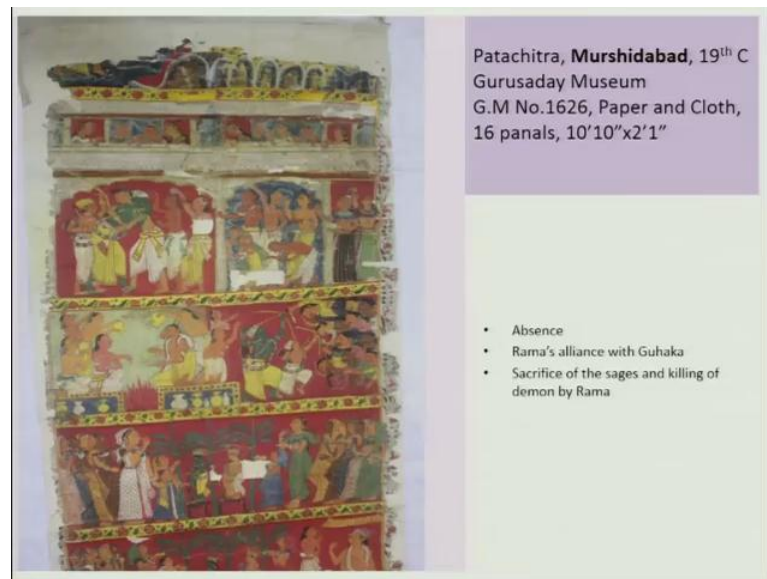 Patachitra, Murshidabad, 19th C
Gurusaday Museum
G.M No.1626, Paper and Cloth,
16 panals, 10’10”x2’1”
• Absence
• Rama’s alliance with Guhaka
• Sacrifice of the sages and killing of
demon by Rama